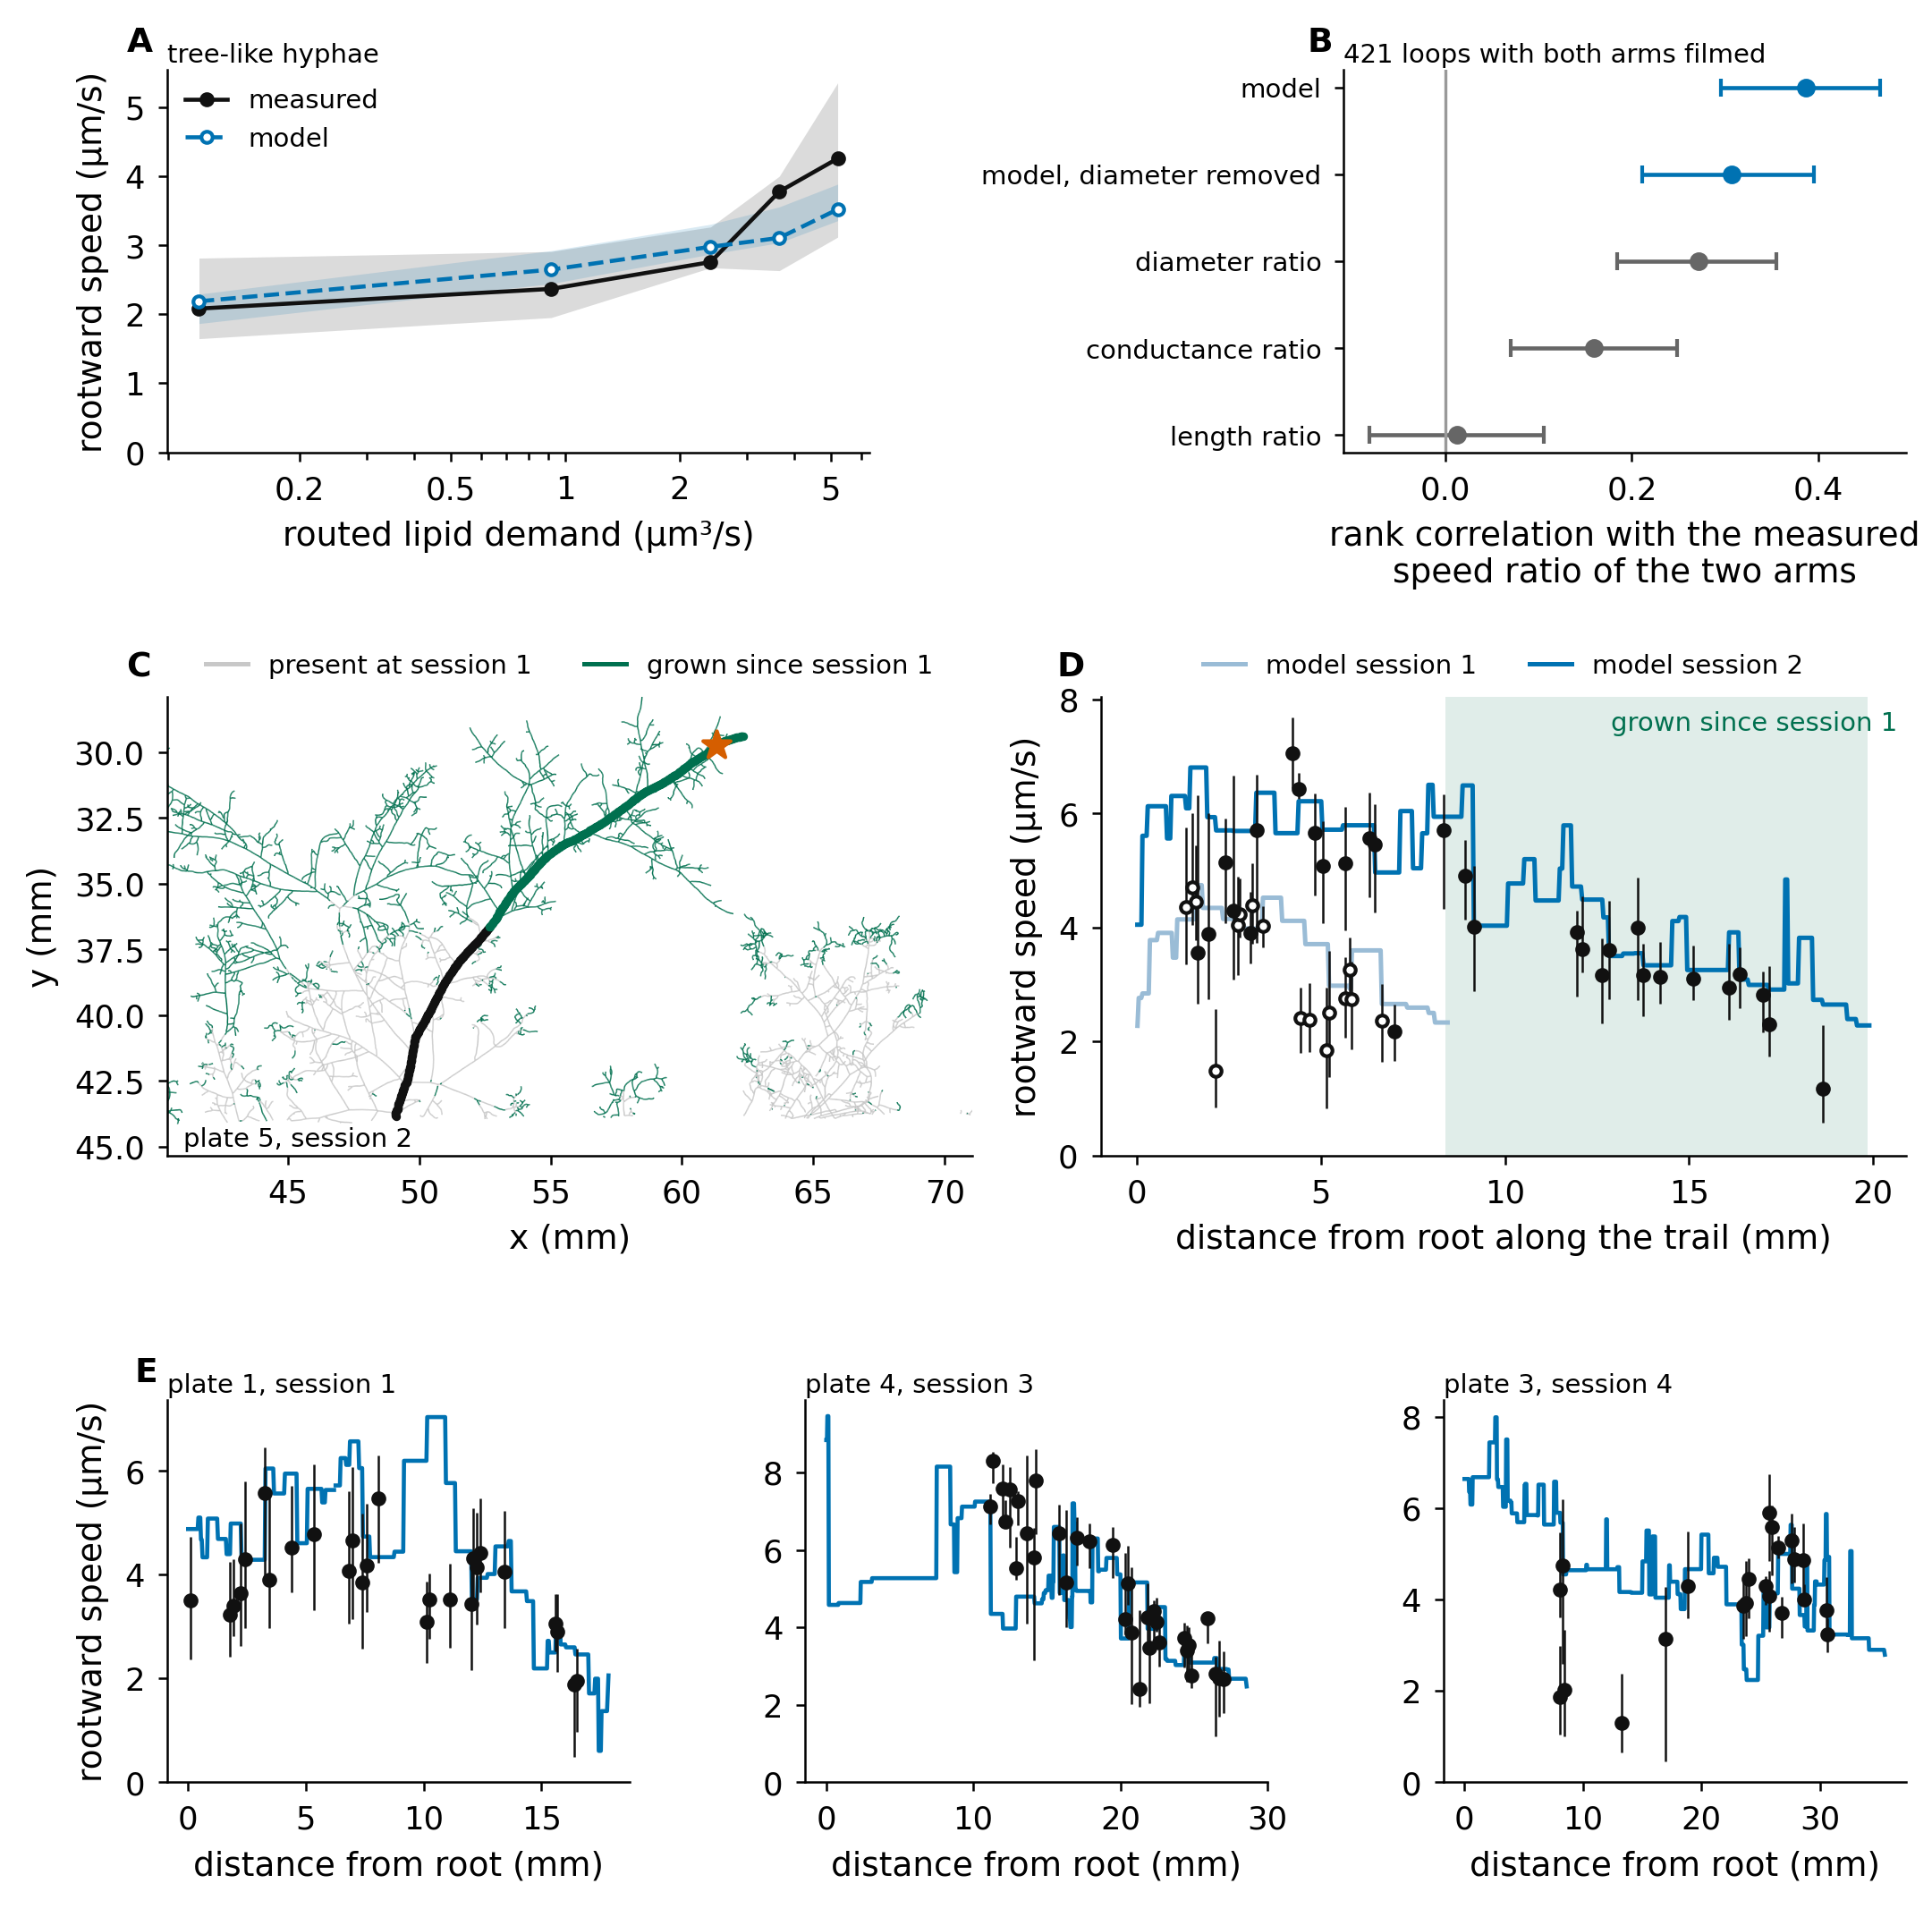 A
tree-like hyphae
measured
model
rootward speed (µm/s)
5
4
3
2
1
0
0.2 0.5 1 2 5
routed lipid demand (µm³/s)
B
421 loops with both arms filmed
model
model, diameter removed
diameter ratio
conductance ratio
length ratio
0.0 0.2 0.4
rank correlation with the measured
speed ratio of the two arms
C
present at session 1 grown since session 1
y (mm)
30.0
32.5
35.0
37.5
40.0
42.5
45.0
plate 5, session 2
45 50 55 60 65 70
x (mm)
D
model session 1 model session 2
grown since session 1
rootward speed (µm/s)
8
6
4
2
0
0 5 10 15 20
distance from root along the trail (mm)
E
plate 1, session 1
rootward speed (µm/s)
6
4
2
0
0 5 10 15
distance from root (mm)
plate 4, session 3
8
6
4
2
0
0 10 20 30
distance from root (mm)
plate 3, session 4
8
6
4
2
0
0 10 20 30
distance from root (mm)